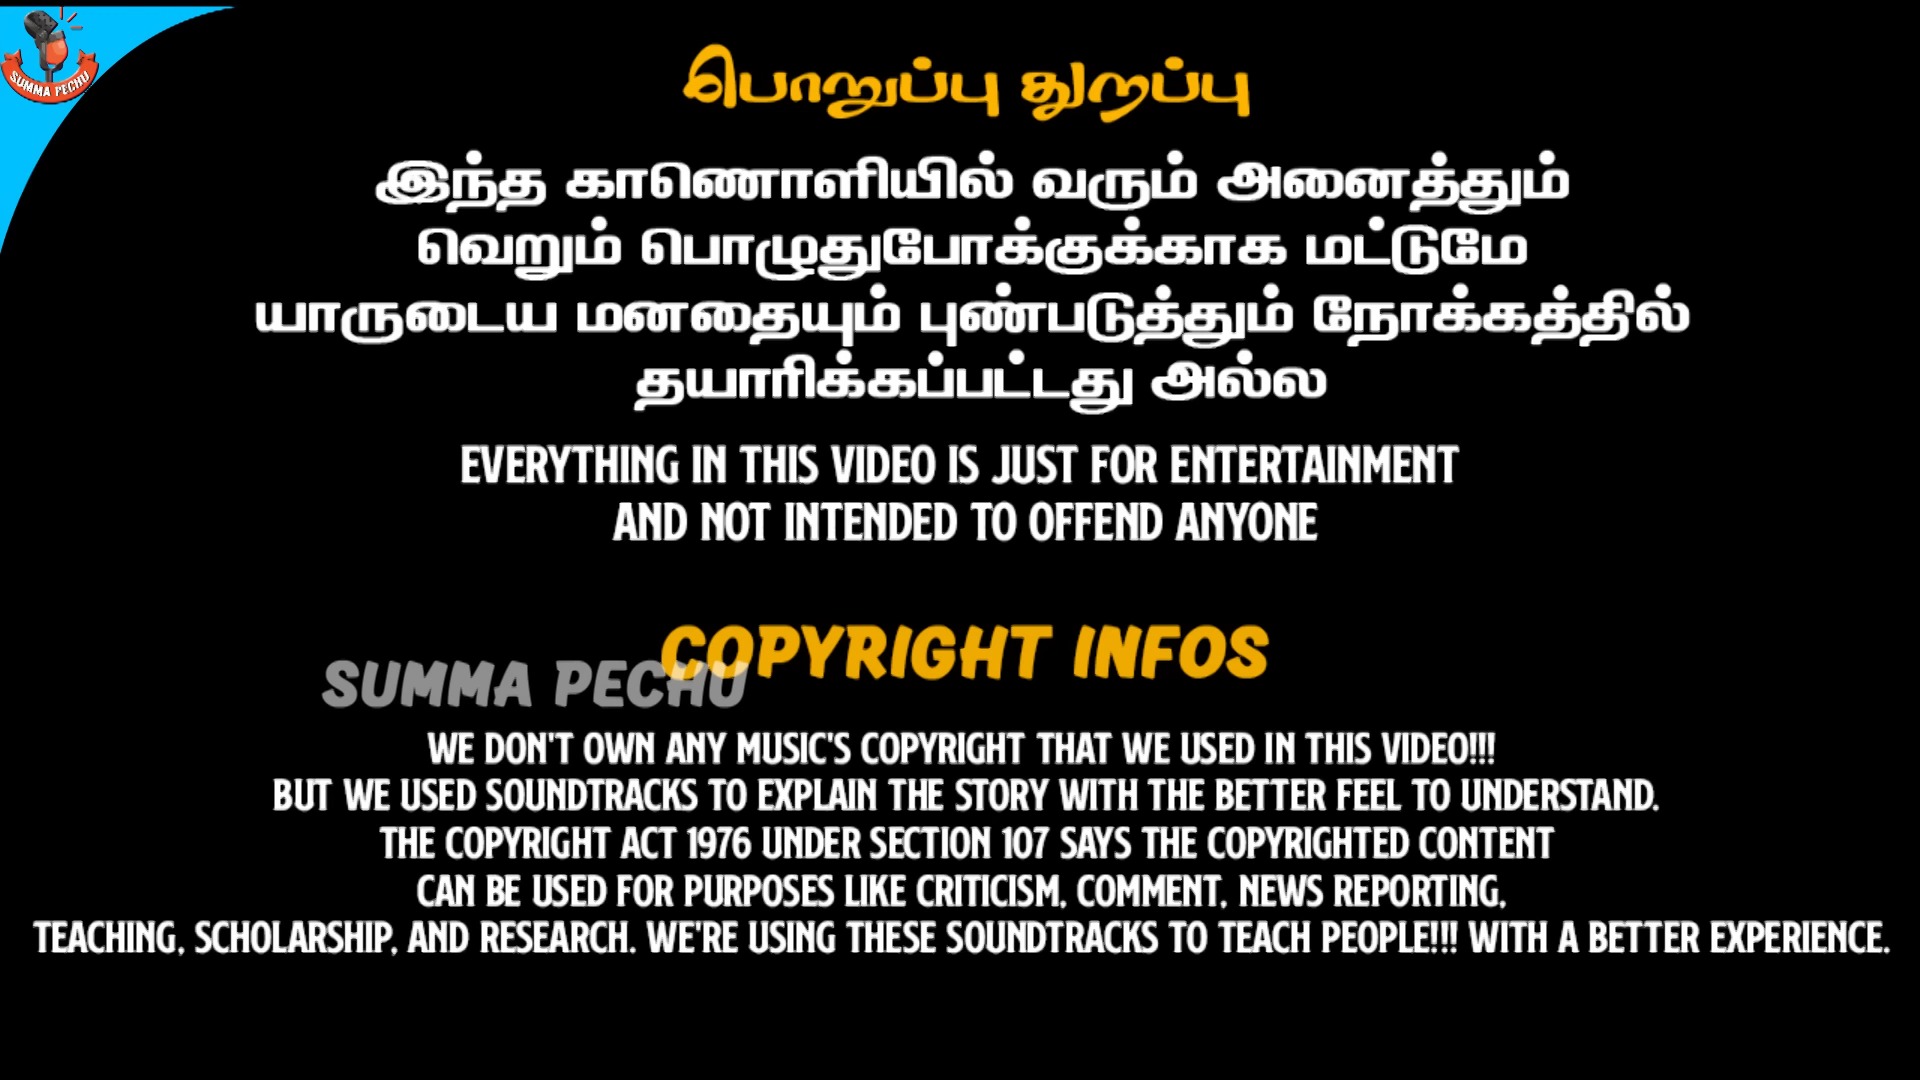 SUMMA PECHU
பொறுப்பு துறப்பு
இந்த காணொளியில் வரும் அனைத்தும்
வெறும் பொழுதுபோக்குக்காக மட்டுமே
யாருடைய மனதையும் புண்படுத்தும் நோக்கத்தில்
தயாரிக்கப்பட்டது அல்ல
EVERYTHING IN THIS VIDEO IS JUST FOR ENTERTAINMENT
AND NOT INTENDED TO OFFEND ANYONE
COPYRIGHT INFOS
SUMMA PECHU
WE DON'T OWN ANY MUSIC'S COPYRIGHT THAT WE USED IN THIS VIDEO!!!
BUT WE USED SOUNDTRACKS TO EXPLAIN THE STORY WITH THE BETTER FEEL TO UNDERSTAND.
THE COPYRIGHT ACT 1976 UNDER SECTION 107 SAYS THE COPYRIGHTED CONTENT
CAN BE USED FOR PURPOSES LIKE CRITICISM, COMMENT, NEWS REPORTING,
TEACHING, SCHOLARSHIP, AND RESEARCH. WE'RE USING THESE SOUNDTRACKS TO TEACH PEOPLE!!! WITH A BETTER EXPERIENCE.